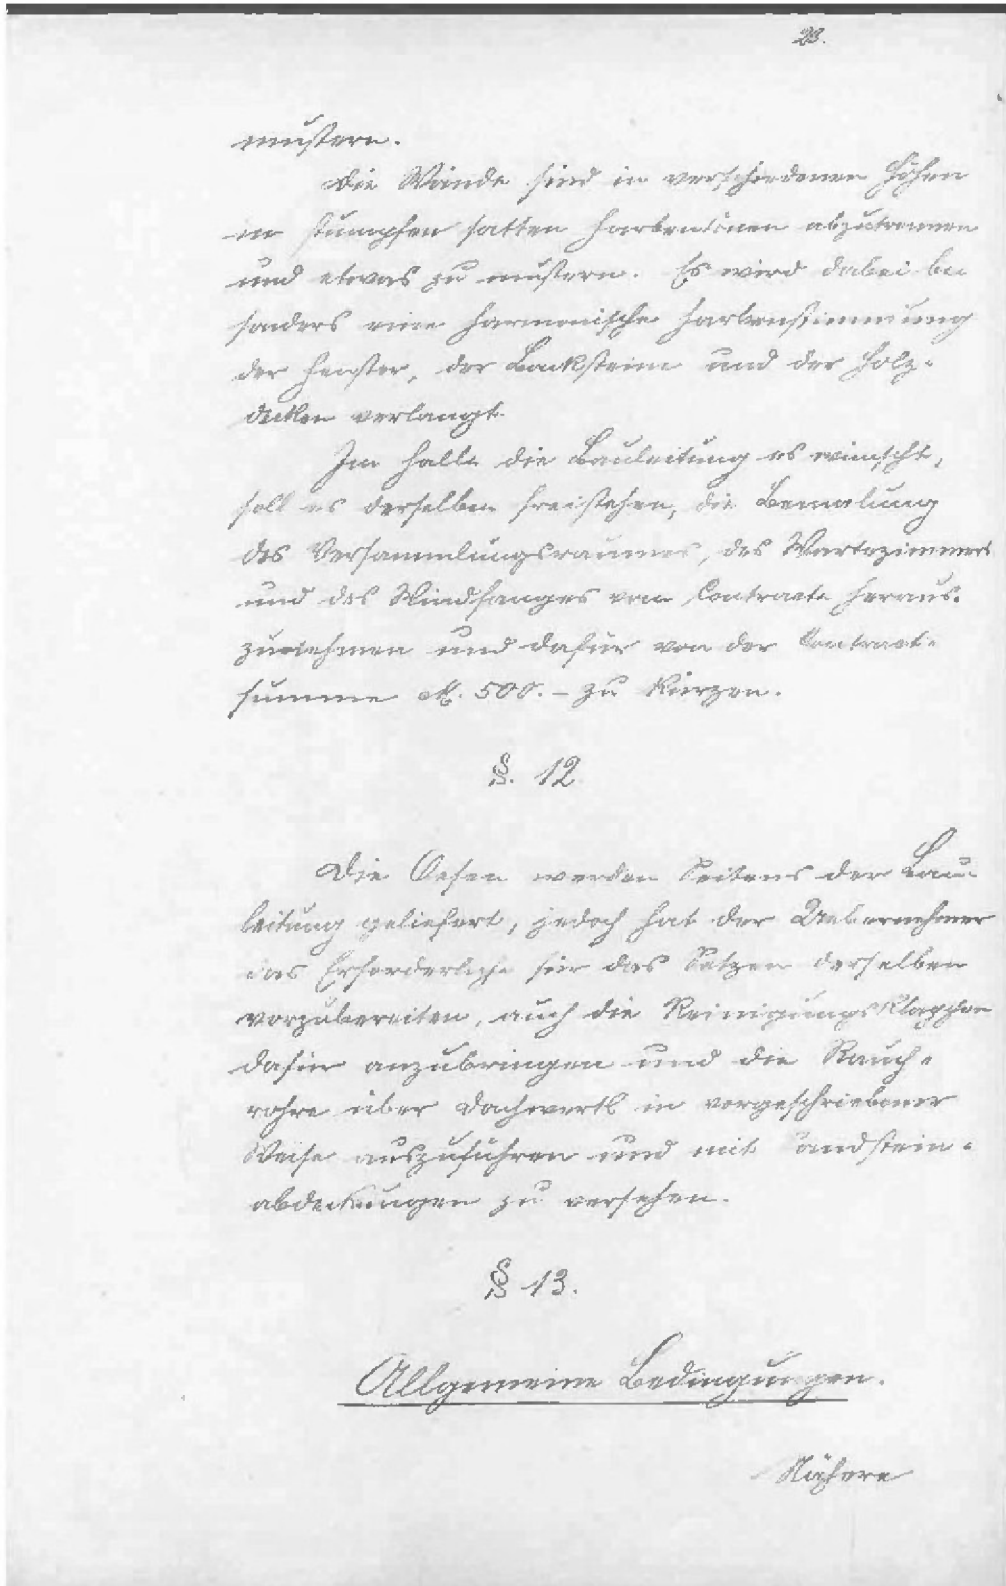 23.
mustern.
Die Wände sind in verschiedenen Höhen
in stumpfen satten Farbentönen abzutönen
und etwas zu mustern. Es wird dabei be
sonders eine harmonische Farbenstimmung
der Fenster, der Backsteine und der Holz-
decken verlangt
Im Falle die Bauleitung es wünscht,
soll es derselben freistehen, die Bemalung
des Versammlungsraumes, des Wartezimmers
und des Windfanges vom Contracte heraus-
zunehmen und dafür von der Contract-
summe M. 500.- zu kürzen.
§. 12
Die Oefen werden Seitens der Bau
leitung geliefert, jedoch hat der Uebernehmer
das Erforderliche für das Setzen derselben
vorzubereiten, auch die Reinigungsklappen
dafür anzubringen und die Rauch-
rohre über Dach in vorgeschriebener
Weise auszuführen und mit Sandstein-
abdeckungen zu versehen.
§ 13.
Allgemeine Bedingungen.
Nähere